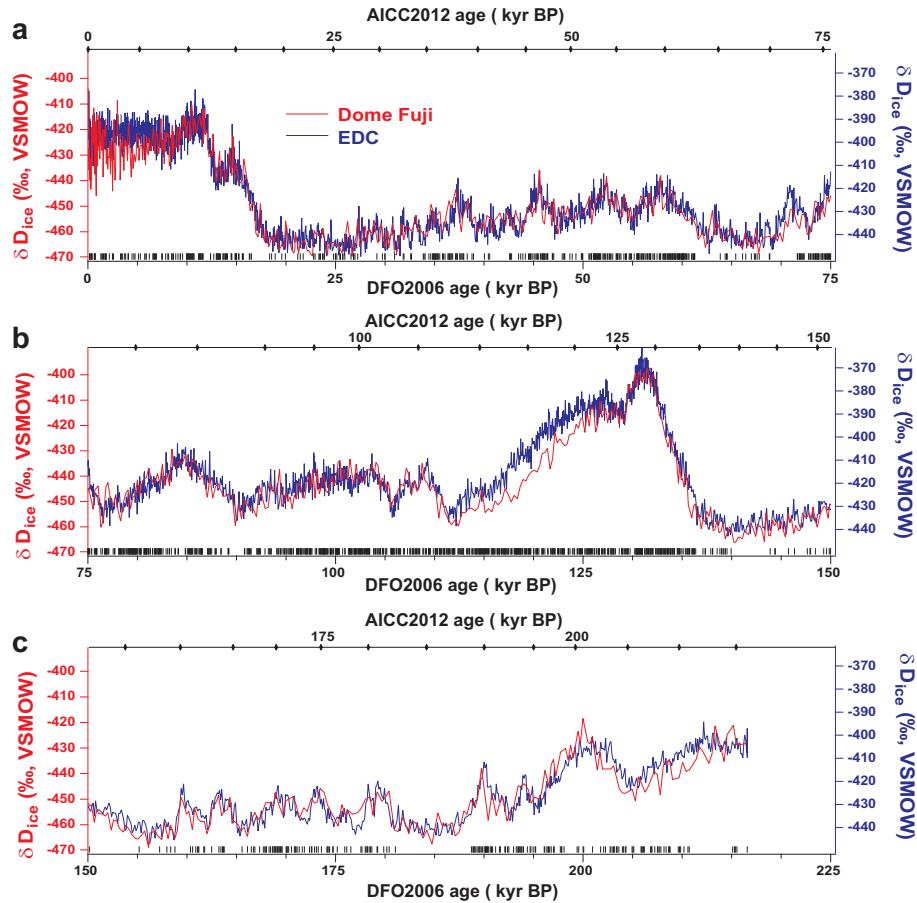 AICC2012 age ( kyr BP)
a
0 25 50 75
-400
-410
-420
-430
-440
-450
-460
-470
δ D_ice (‰, VSMOW)
Dome Fuji
EDC
-370
-380
-390
-400
-410
-420
-430
-440
δ D_ice (‰, VSMOW)
0 25 50 75
DFO2006 age ( kyr BP)
b
AICC2012 age ( kyr BP)
100 125 150
-400
-410
-420
-430
-440
-450
-460
-470
δ D_ice (‰, VSMOW)
-370
-380
-390
-400
-410
-420
-430
-440
δ D_ice (‰, VSMOW)
75 100 125 150
DFO2006 age ( kyr BP)
c
AICC2012 age ( kyr BP)
175 200
-400
-410
-420
-430
-440
-450
-460
-470
δ D_ice (‰, VSMOW)
-370
-380
-390
-400
-410
-420
-430
-440
δ D_ice (‰, VSMOW)
150 175 200 225
DFO2006 age ( kyr BP)